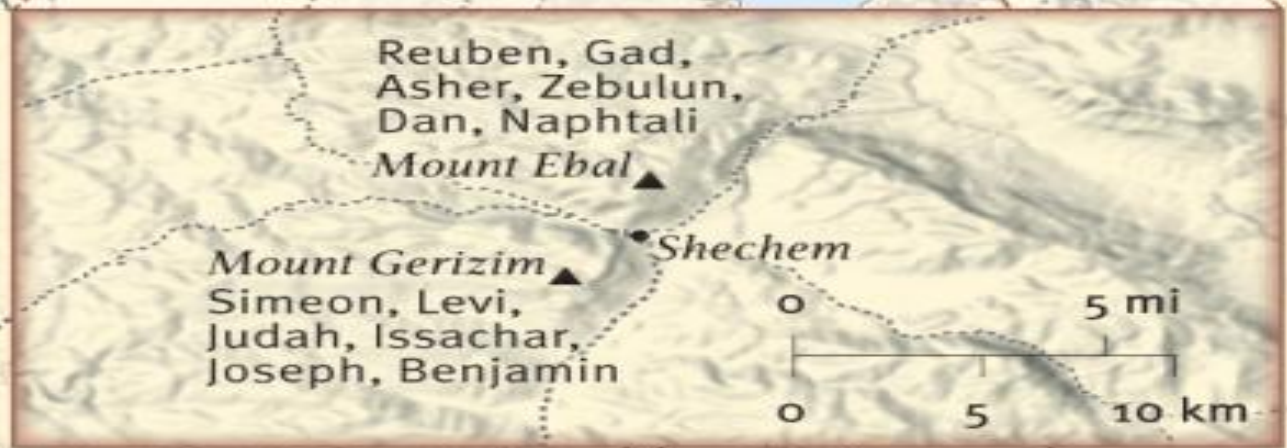 Reuben, Gad,
Asher, Zebulun,
Dan, Naphtali
Mount Ebal
Shechem
Mount Gerizim
Simeon, Levi,
Judah, Issachar,
Joseph, Benjamin
0 5 mi
0 5 10 km